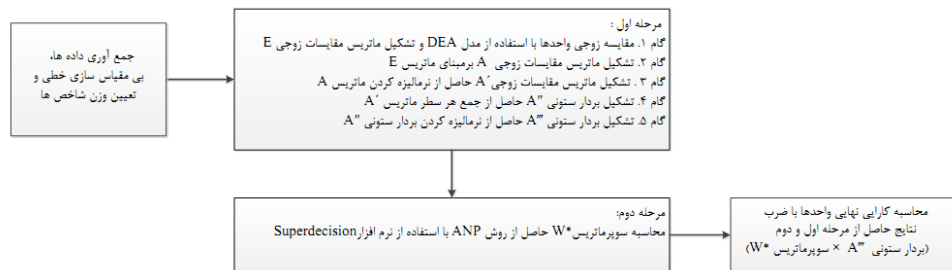 جمع آوری داده ها،
بی مقیاس سازی خطی و
تعیین وزن شاخص ها
مرحله اول :
گام ۱. مقایسه زوجی واحدها با استفاده از مدل DEA و تشکیل ماتریس مقایسات زوجی E
گام ۲. تشکیل ماتریس مقایسات زوجی A برمبنای ماتریس E
گام ۳. تشکیل ماتریس مقایسات زوجی A´ حاصل از نرمالیزه کردن ماتریس A
گام ۴. تشکیل بردار ستونی A″ حاصل از جمع هر سطر ماتریس A´
گام ۵. تشکیل بردار ستونی A‴ حاصل از نرمالیزه کردن بردار ستونی A″
مرحله دوم:
محاسبه سوپرماتریس W* حاصل از روش ANP با استفاده از نرم افزار Superdecision
محاسبه کارایی نهایی واحدها با ضرب
نتایج حاصل از مرحله اول و دوم
(بردار ستونی A‴ × سوپرماتریس W*)